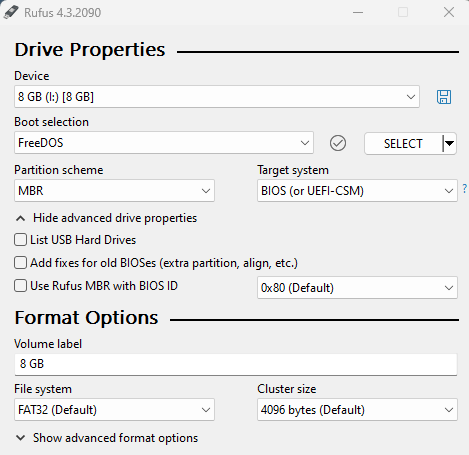 Rufus 4.3.2090
Drive Properties
Device
8 GB (I:) [8 GB]
Boot selection
FreeDOS
SELECT
Partition scheme
Target system
MBR
BIOS (or UEFI-CSM)
?
Hide advanced drive properties
List USB Hard Drives
Add fixes for old BIOSes (extra partition, align, etc.)
Use Rufus MBR with BIOS ID
0x80 (Default)
Format Options
Volume label
8 GB
File system
Cluster size
FAT32 (Default)
4096 bytes (Default)
Show advanced format options